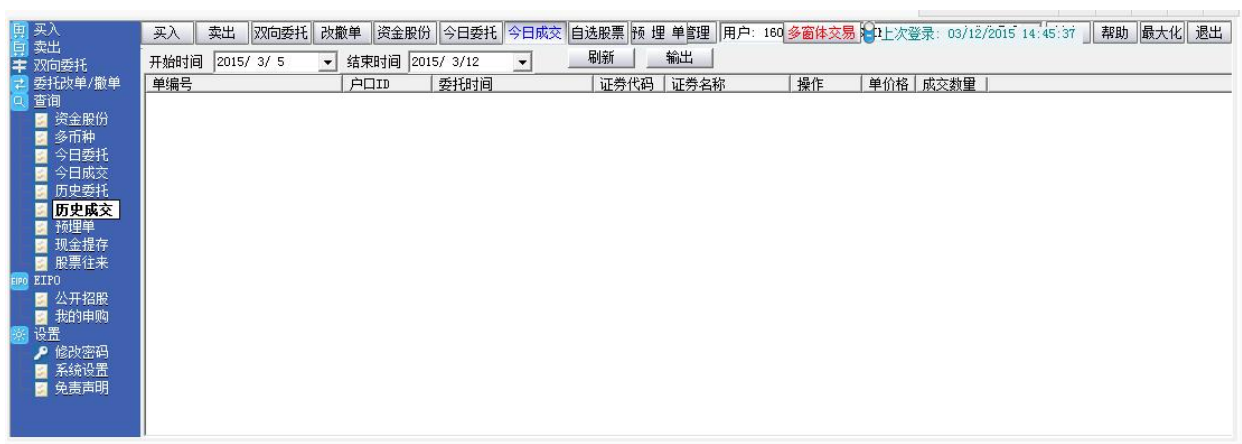 买入
卖出
双向委托
委托改单/撤单
查询
资金股份
多币种
今日委托
今日成交
历史委托
历史成交
预埋单
现金提存
股票往来
EIPO EIPO
公开招股
我的申购
设置
修改密码
系统设置
免责声明
买入 卖出 双向委托 改撤单 资金股份 今日委托 今日成交 自选股票 预 埋 单管理 用户: 160 多窗体交易 上次登录: 03/12/2015 14:45:37 帮助 最大化 退出
开始时间 2015/ 3/ 5 结束时间 2015/ 3/12 刷新 输出
单编号 户口ID 委托时间 证券代码 证券名称 操作 单价格 成交数量